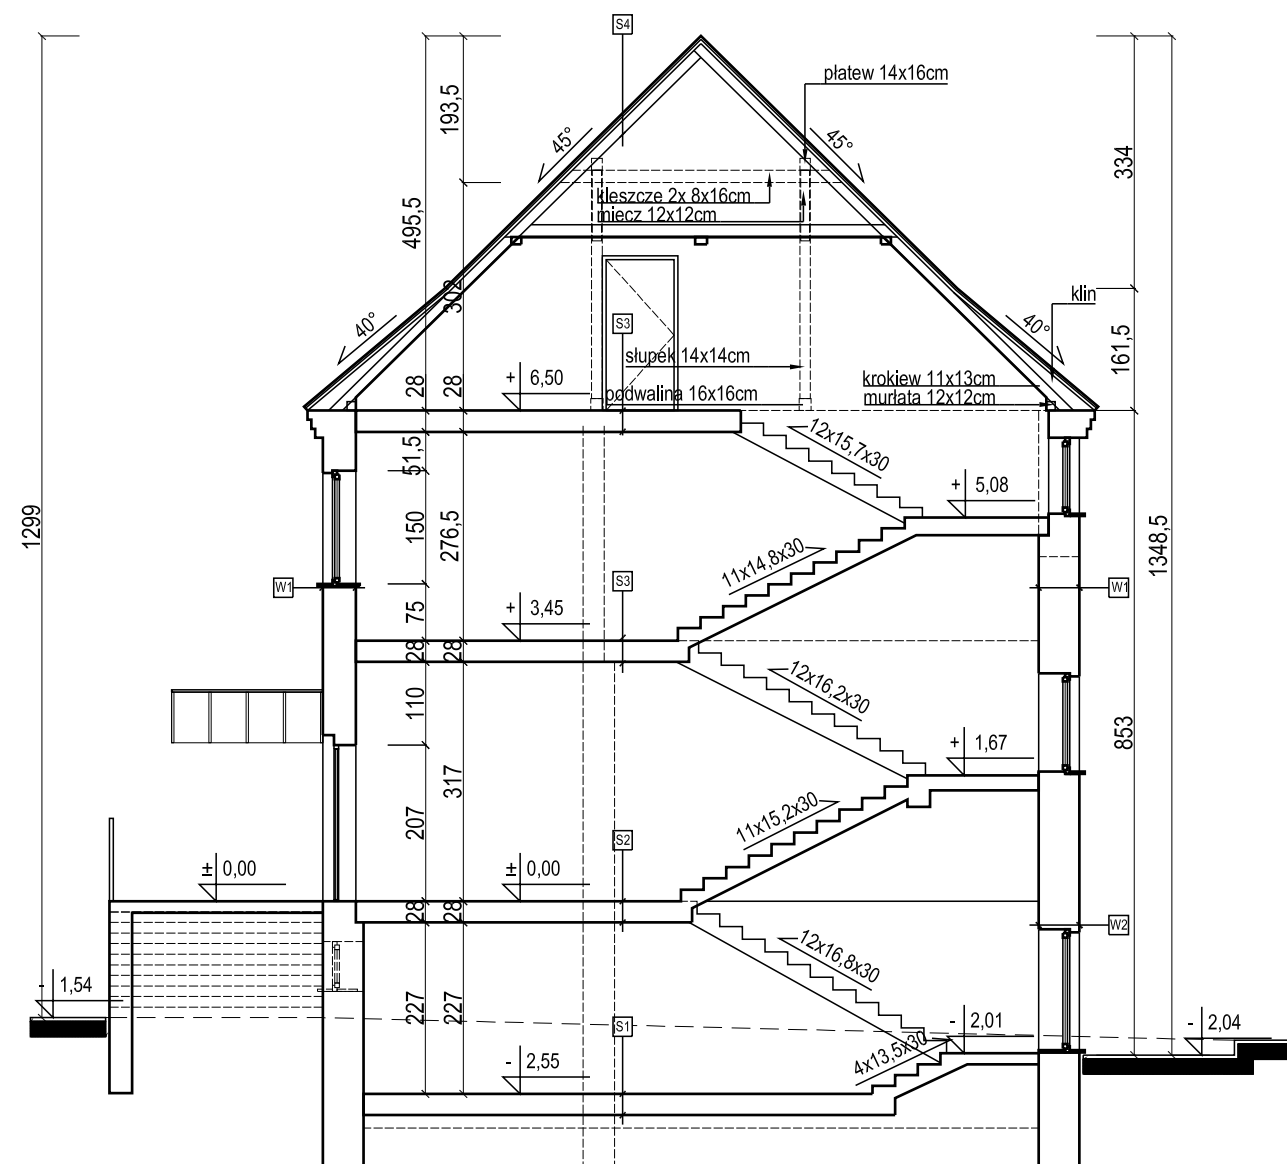 S4
płatew 14x16cm
193,5
45°
45°
334
kleszcze 2x 8x16cm
miecz 12x12cm
495,5
302
klin
40°
40°
S3
161,5
słupek 14x14cm
+ 6,50
28
28
krokiew 11x13cm
podwalina 16x16cm
murłata 12x12cm
12x15,7x30
51,5
+ 5,08
1299
150
276,5
1348,5
11x14,8x30
W1
S3
W1
75
+ 3,45
28
28
12x16,2x30
110
+ 1,67
853
317
207
11x15,2x30
S2
± 0,00
± 0,00
28
28
W2
12x16,8x30
- 1,54
227
227
S1
- 2,01
- 2,04
4x13,5x30
- 2,55